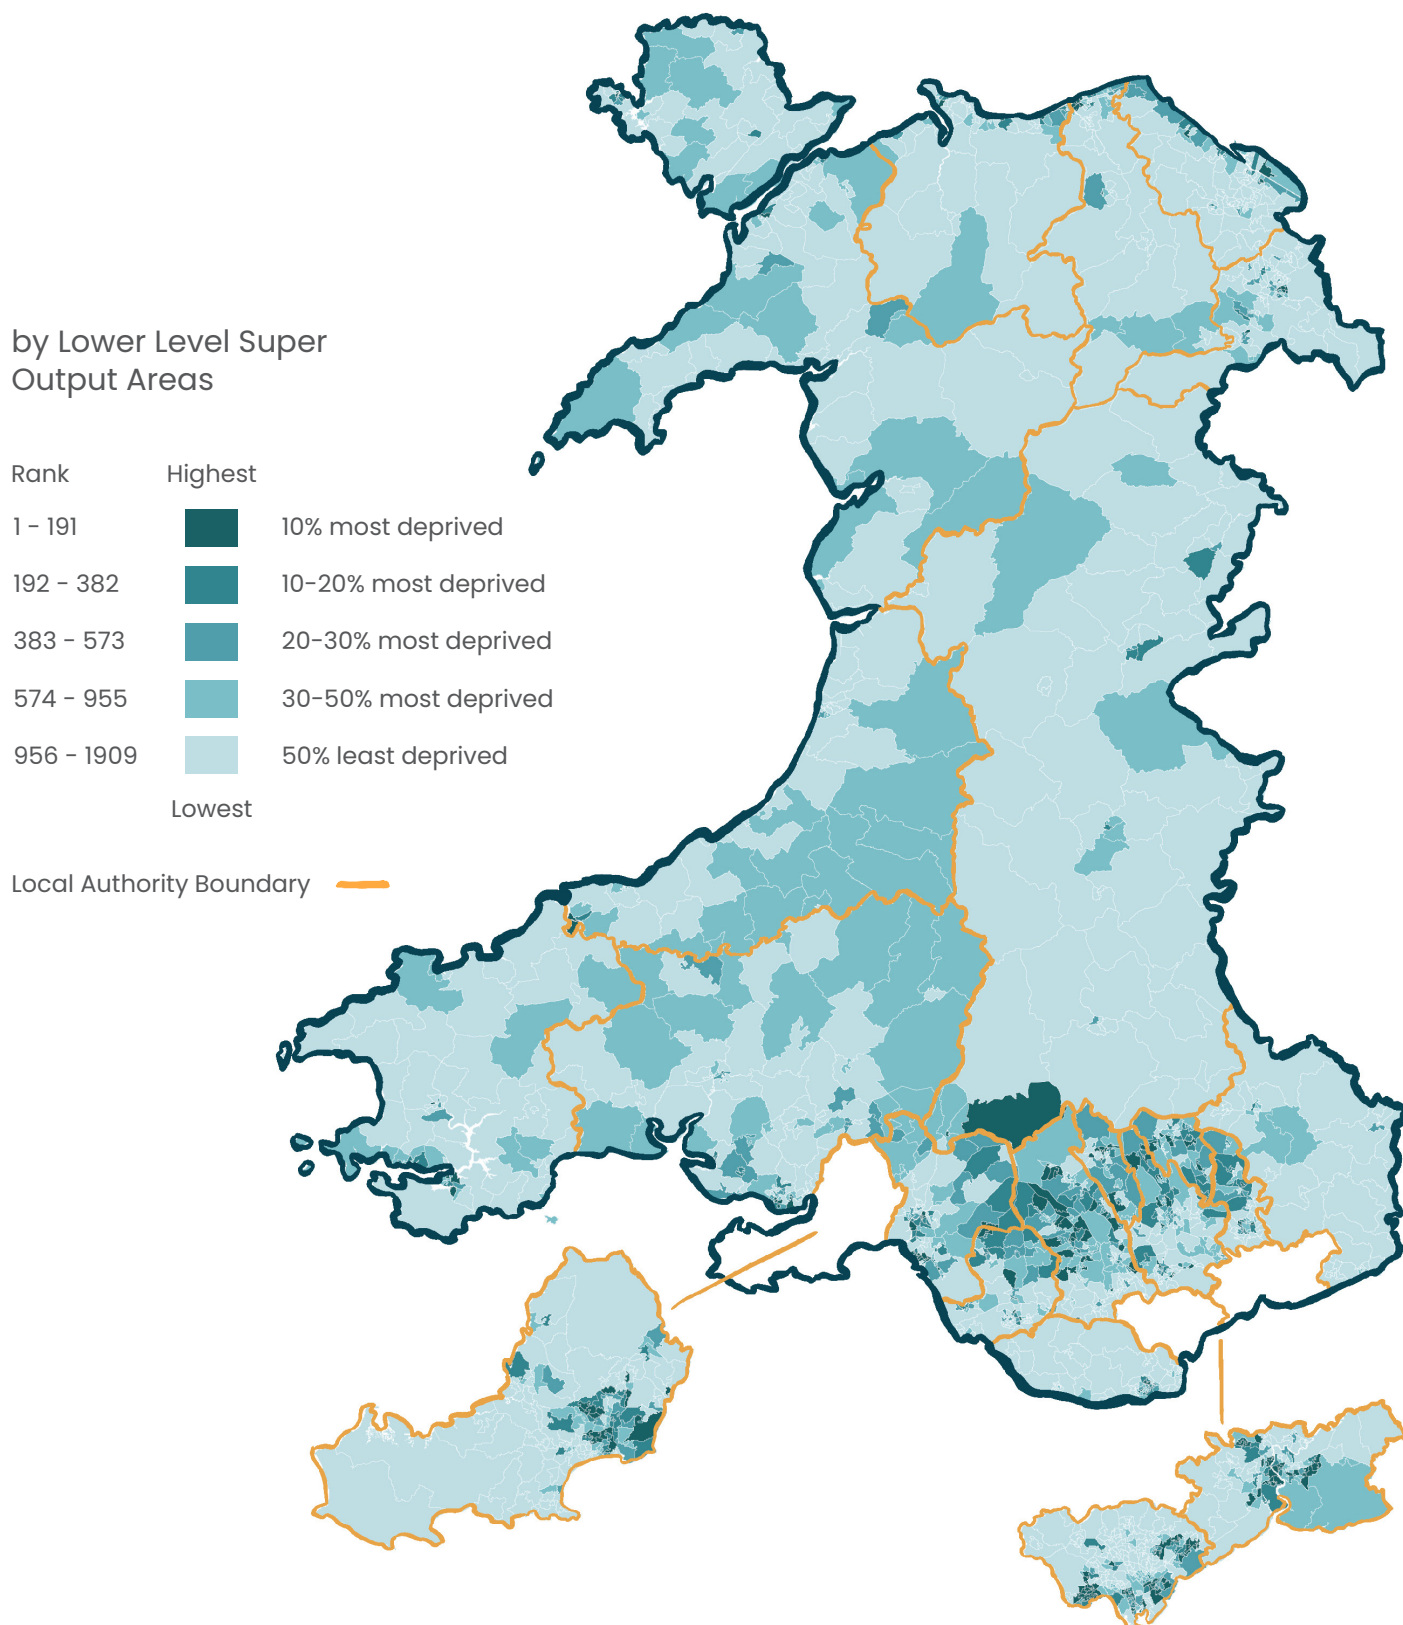 by Lower Level Super
Output Areas
Rank Highest
1 - 191 10% most deprived
192 - 382 10-20% most deprived
383 - 573 20-30% most deprived
574 - 955 30-50% most deprived
956 - 1909 50% least deprived
Lowest
Local Authority Boundary